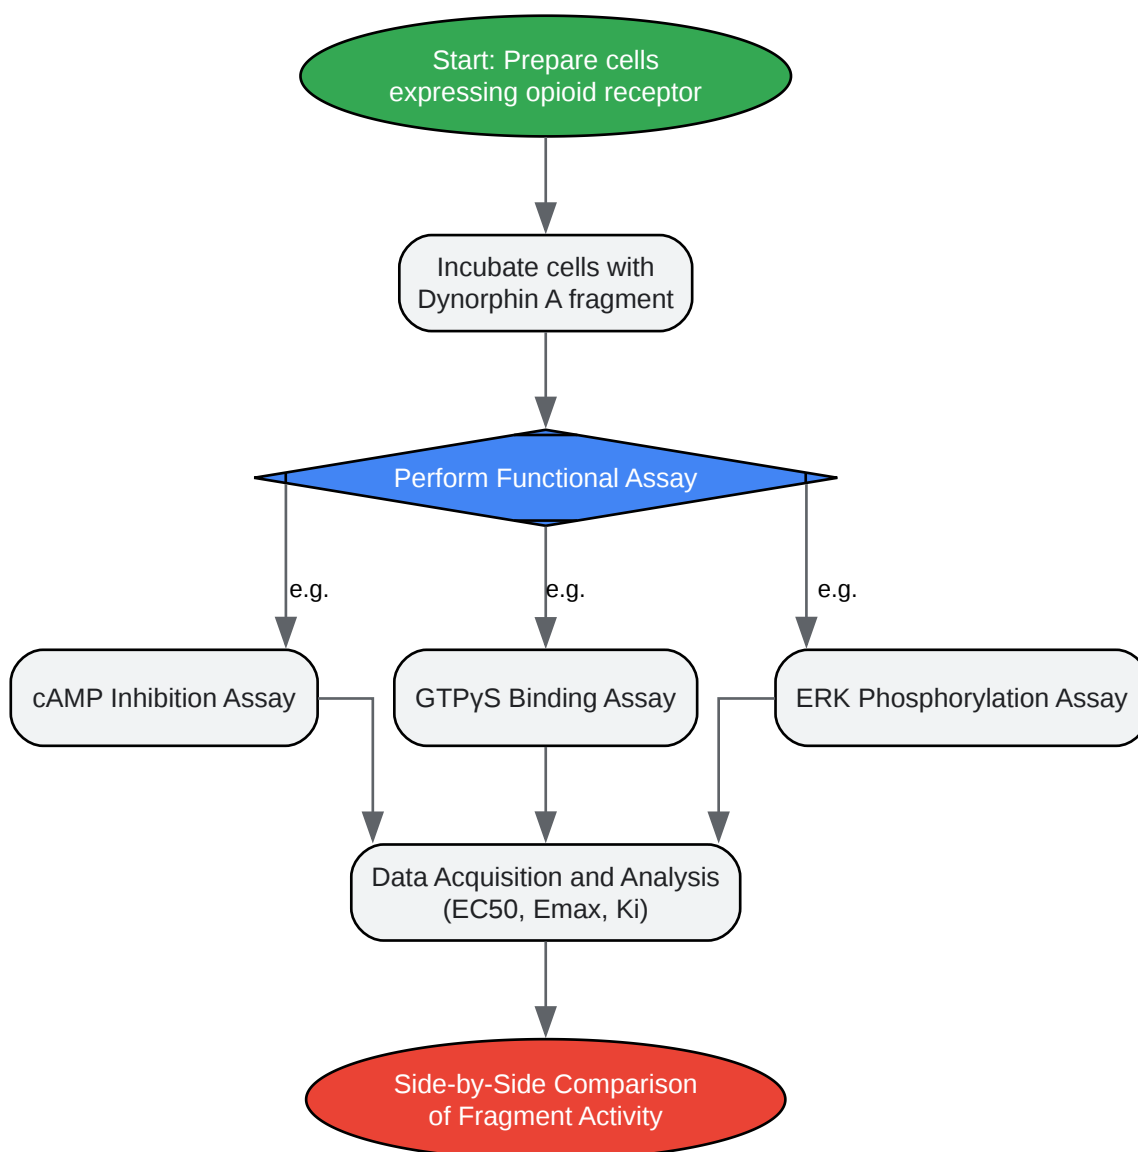 Start: Prepare cells
expressing opioid receptor
Incubate cells with
Dynorphin A fragment
Perform Functional Assay
e.g.
e.g.
e.g.
cAMP Inhibition Assay
GTPγS Binding Assay
ERK Phosphorylation Assay
Data Acquisition and Analysis
(EC50, Emax, Ki)
Side-by-Side Comparison
of Fragment Activity